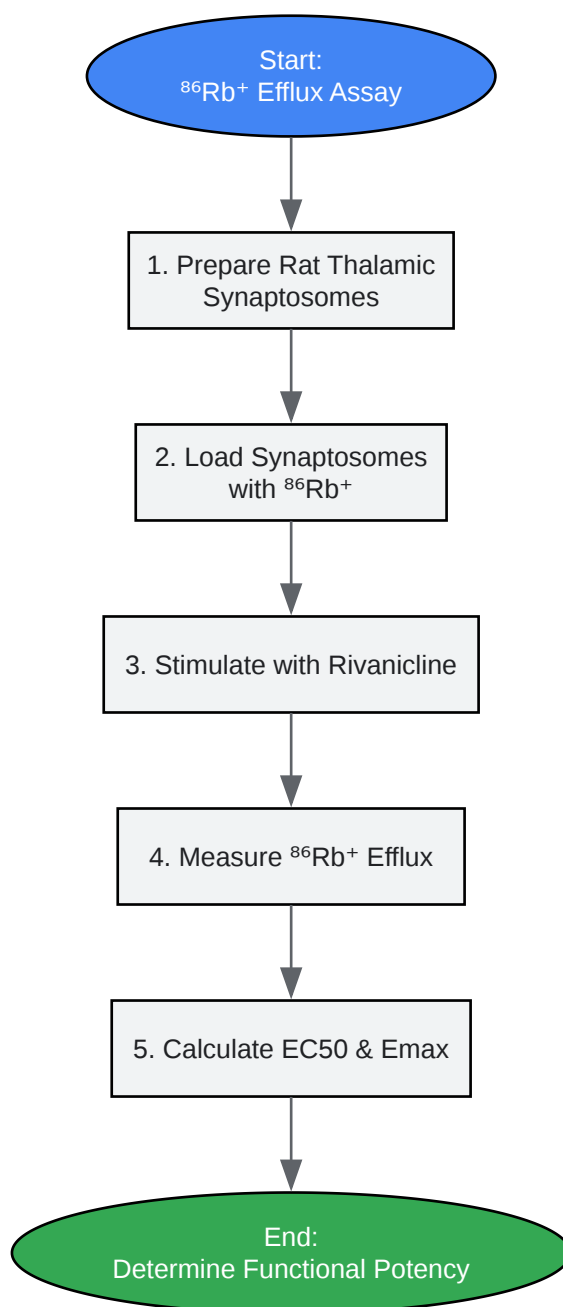 Start:
⁸⁶Rb⁺ Efflux Assay
1. Prepare Rat Thalamic
Synaptosomes
2. Load Synaptosomes
with ⁸⁶Rb⁺
3. Stimulate with Rivanicline
4. Measure ⁸⁶Rb⁺ Efflux
5. Calculate EC50 & Emax
End:
Determine Functional Potency